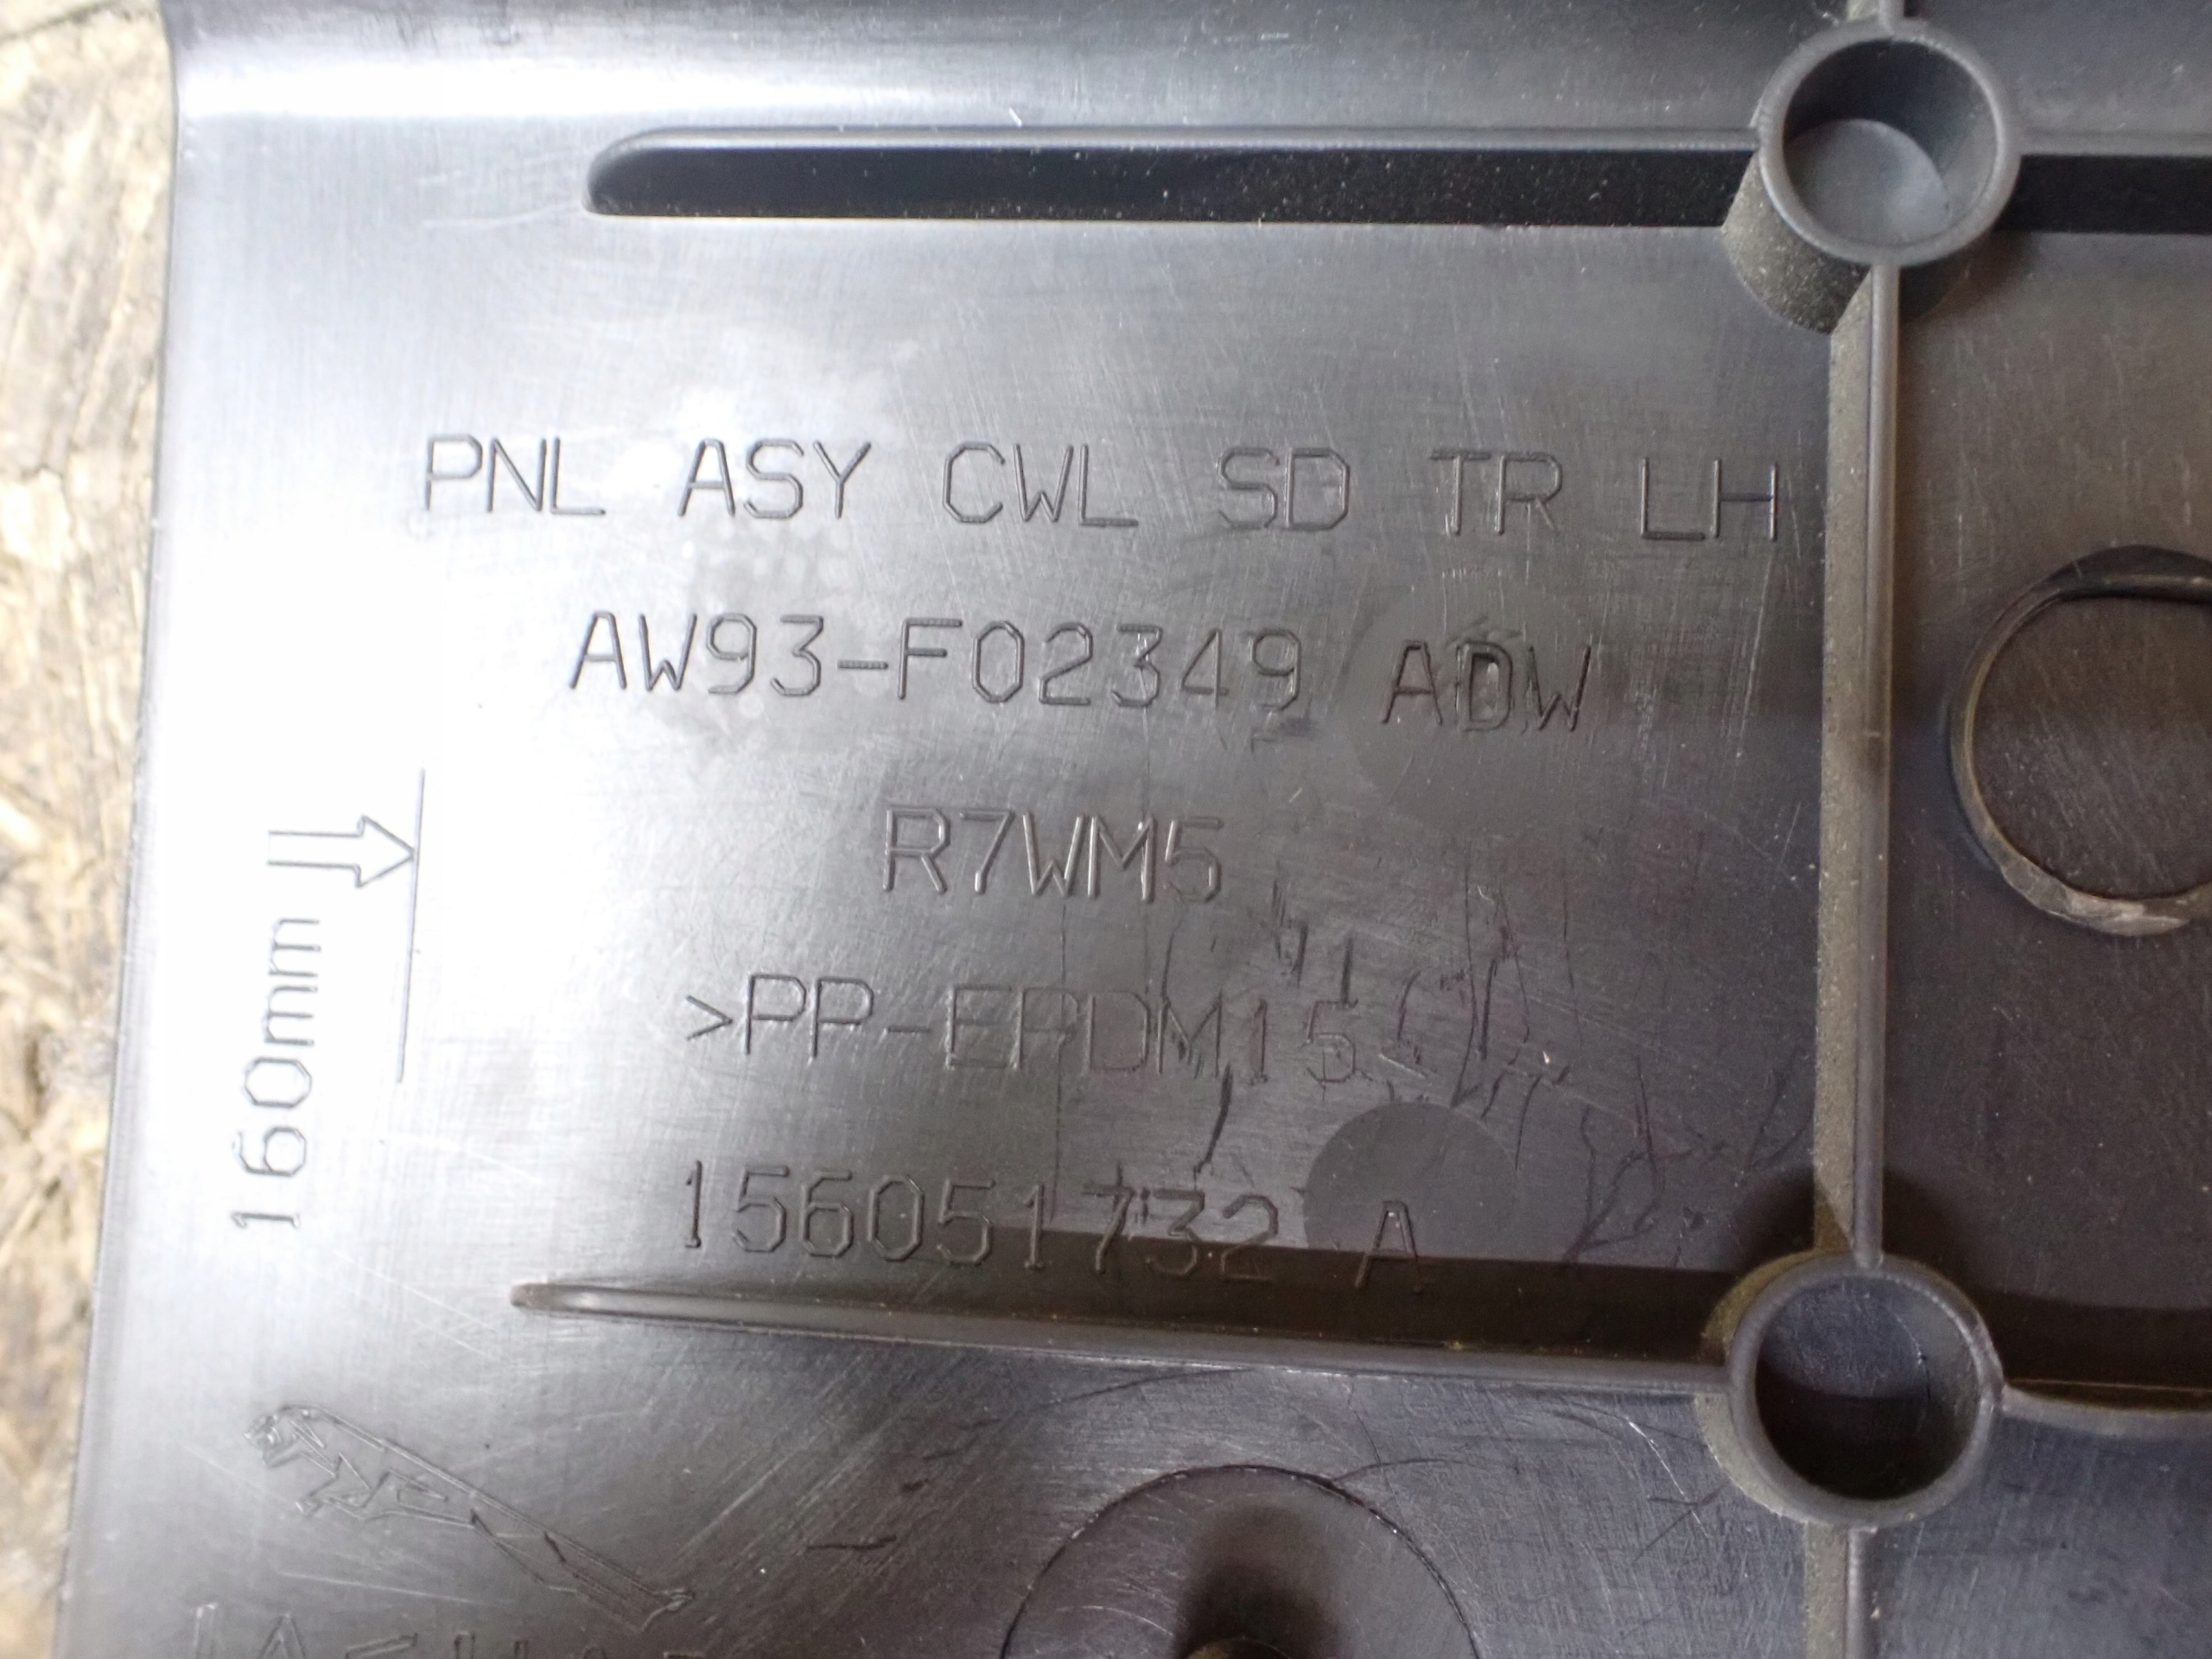 PNL ASY CWL SD TR LH
AW93-F02349 ADW
R7WM5
>PP-EPDM15<
156051732 A
160mm